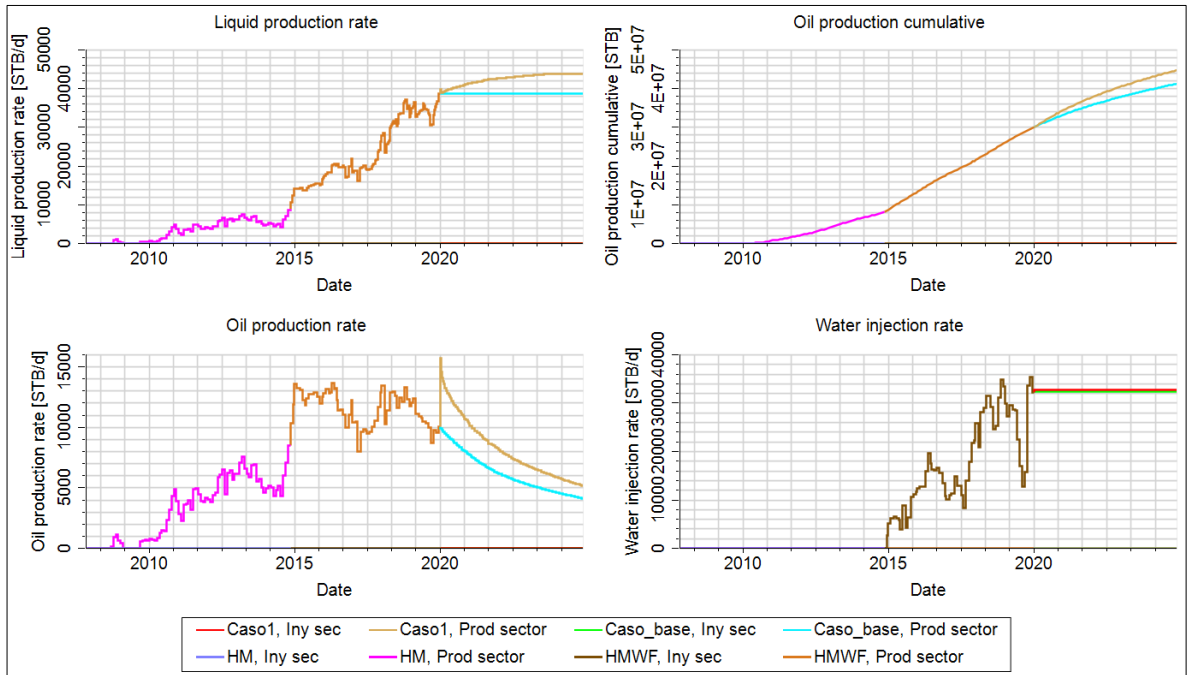 Liquid production rate
Liquid production rate [STB/d]
0
10000
20000
30000
40000
50000
2010
2015
2020
Date
Oil production cumulative
Oil production cumulative [STB]
0
1E+07
2E+07
3E+07
4E+07
5E+07
2010
2015
2020
Date
Oil production rate
Oil production rate [STB/d]
0
5000
10000
15000
2010
2015
2020
Date
Water injection rate
Water injection rate [STB/d]
0
10000
20000
30000
40000
2010
2015
2020
Date
Caso1, Iny sec
Caso1, Prod sector
Caso_base, Iny sec
Caso_base, Prod sector
HM, Iny sec
HM, Prod sector
HMWF, Iny sec
HMWF, Prod sector